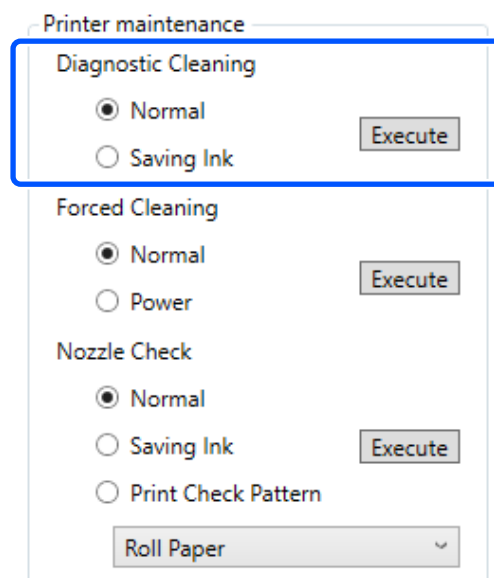 Printer maintenance
Diagnostic Cleaning
Normal
Saving Ink
Execute
Forced Cleaning
Normal
Power
Execute
Nozzle Check
Normal
Saving Ink
Execute
Print Check Pattern
Roll Paper